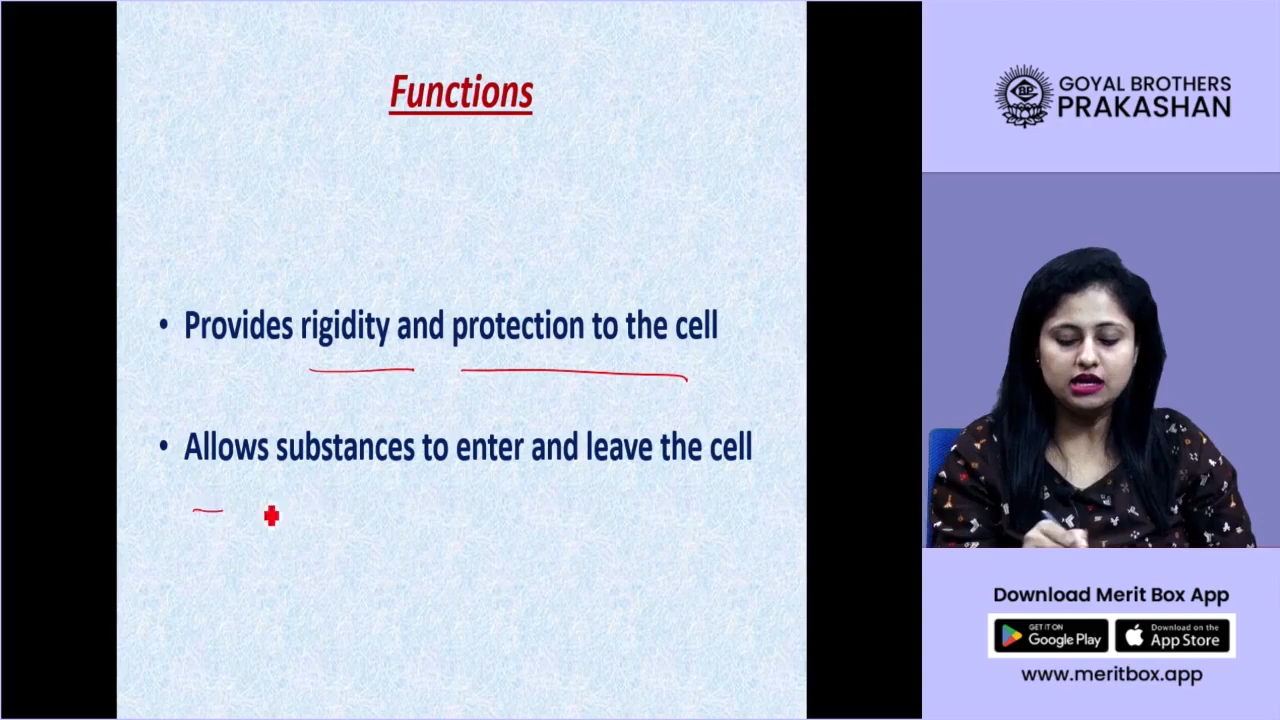 Functions
• Provides rigidity and protection to the cell
• Allows substances to enter and leave the cell
BP
GOYAL BROTHERS
PRAKASHAN
Download Merit Box App
GET IT ON
Google Play
Download on the
App Store
www.meritbox.app